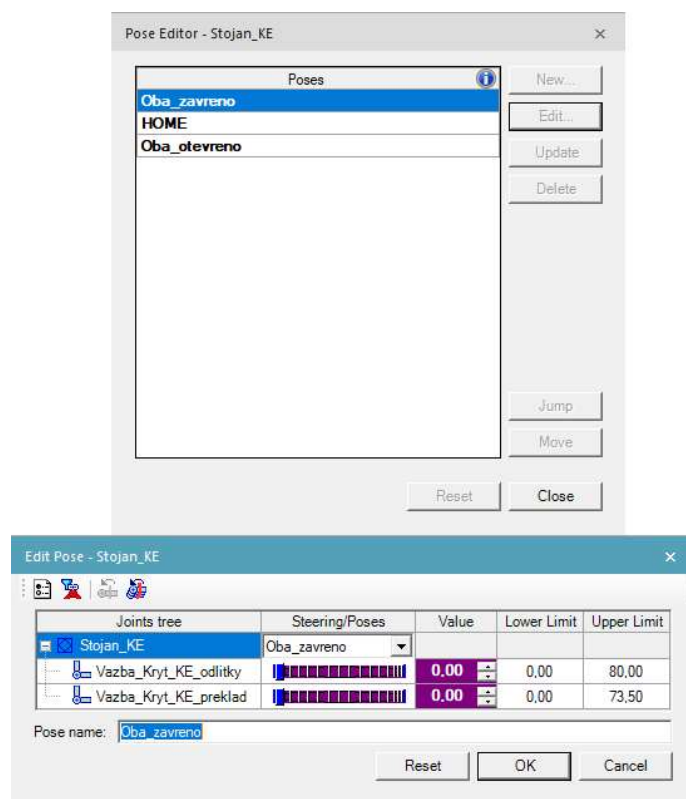 Pose Editor - Stojan_KE
Poses
New...
Oba_zavreno
Edit...
HOME
Oba_otevreno
Update
Delete
Jump
Move
Reset
Close
Edit Pose - Stojan_KE
Joints tree Steering/Poses Value Lower Limit Upper Limit
Stojan_KE Oba_zavreno
Vazba_Kryt_KE_odlitky 0,00 0,00 80,00
Vazba_Kryt_KE_preklad 0,00 0,00 73,50
Pose name: Oba_zavreno
Reset OK Cancel